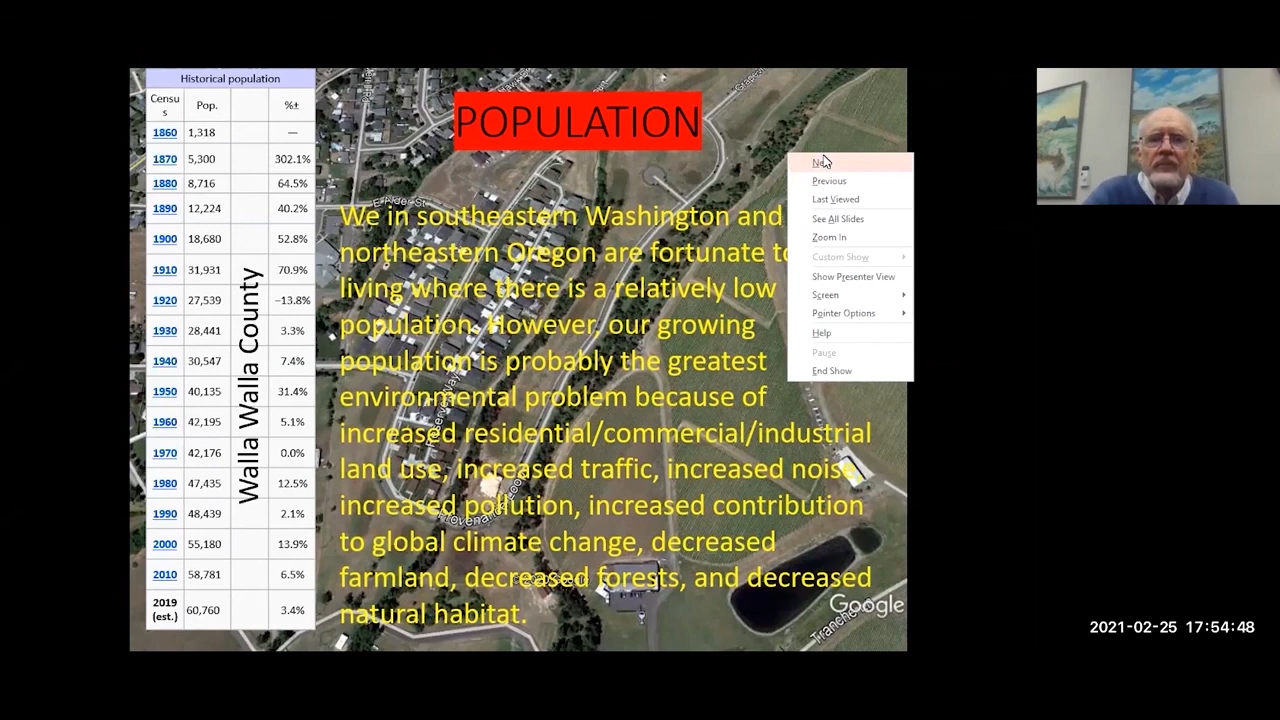 Historical population
Censu
s
Pop.
%±
1860 1,318 —
1870 5,300 302.1%
1880 8,716 64.5%
1890 12,224 40.2%
1900 18,680 52.8%
1910 31,931 70.9%
1920 27,539 −13.8%
1930 28,441 3.3%
1940 30,547 7.4%
1950 40,135 31.4%
1960 42,195 5.1%
1970 42,176 0.0%
1980 47,435 12.5%
1990 48,439 2.1%
2000 55,180 13.9%
2010 58,781 6.5%
2019
(est.) 60,760 3.4%
Walla Walla County
POPULATION
We in southeastern Washington and
northeastern Oregon are fortunate to
living where there is a relatively low
population. However, our growing
population is probably the greatest
environmental problem because of
increased residential/commercial/industrial
land use, increased traffic, increased noise,
increased pollution, increased contribution
to global climate change, decreased
farmland, decreased forests, and decreased
natural habitat.
E Alder St
Google
Previous
Last Viewed
See All Slides
Zoom In
Custom Show
Show Presenter View
Screen
Pointer Options
Help
Pause
End Show
2021-02-25 17:54:48